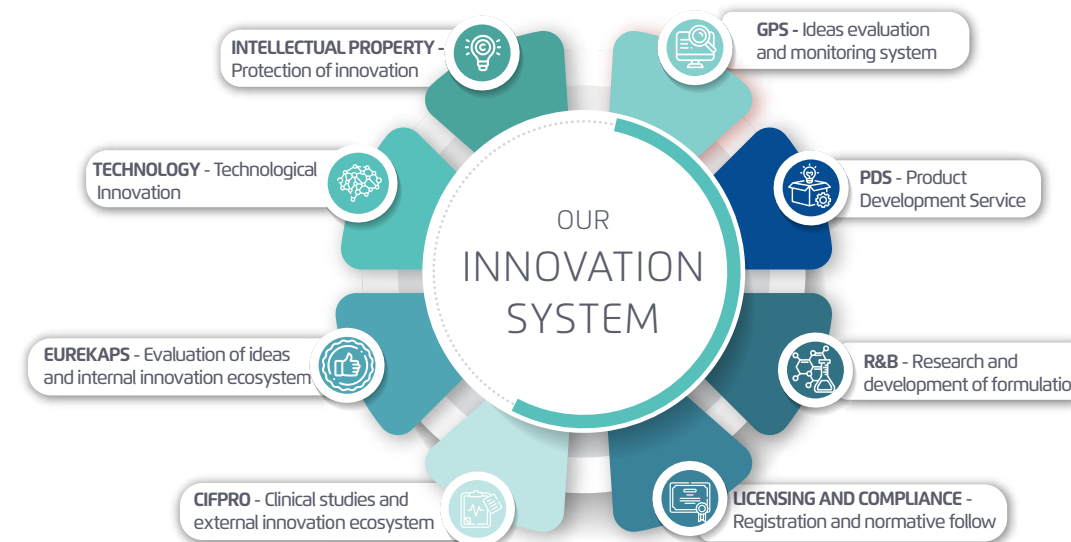 INTELLECTUAL PROPERTY -
Protection of innovation
GPS - Ideas evaluation
and monitoring system
TECHNOLOGY - Technological
Innovation
PDS - Product
Development Service
OUR
INNOVATION
SYSTEM
EUREKAPS - Evaluation of ideas
and internal innovation ecosystem
R&B - Research and
development of formulatio
CIFPRO - Clinical studies and
external innovation ecosystem
LICENSING AND COMPLIANCE -
Registration and normative follow